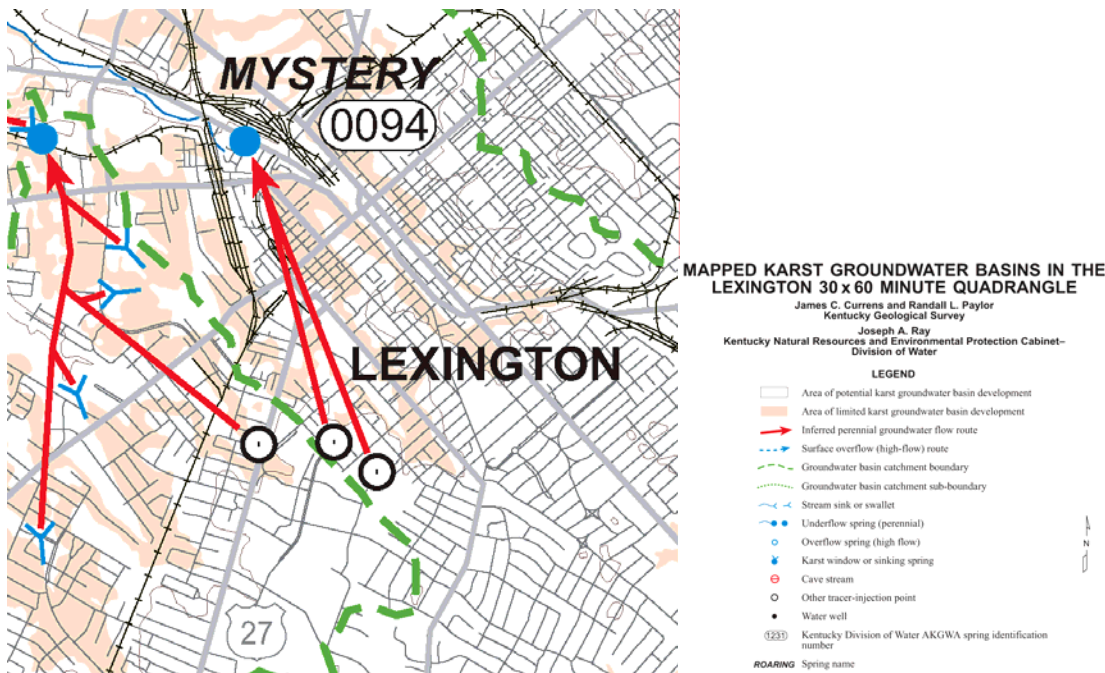 MYSTERY
0094
LEXINGTON
27
MAPPED KARST GROUNDWATER BASINS IN THE
LEXINGTON 30 x 60 MINUTE QUADRANGLE
James C. Currens and Randall L. Paylor
Kentucky Geological Survey
Joseph A. Ray
Kentucky Natural Resources and Environmental Protection Cabinet–
Division of Water
LEGEND
Area of potential karst groundwater basin development
Area of limited karst groundwater basin development
Inferred perennial groundwater flow route
Surface overflow (high-flow) route
Groundwater basin catchment boundary
Groundwater basin catchment sub-boundary
Stream sink or swallet
Underflow spring (perennial)
Overflow spring (high flow)
Karst window or sinking spring
Cave stream
Other tracer-injection point
Water well
1231 Kentucky Division of Water AKGWA spring identification
number
ROARING Spring name
N